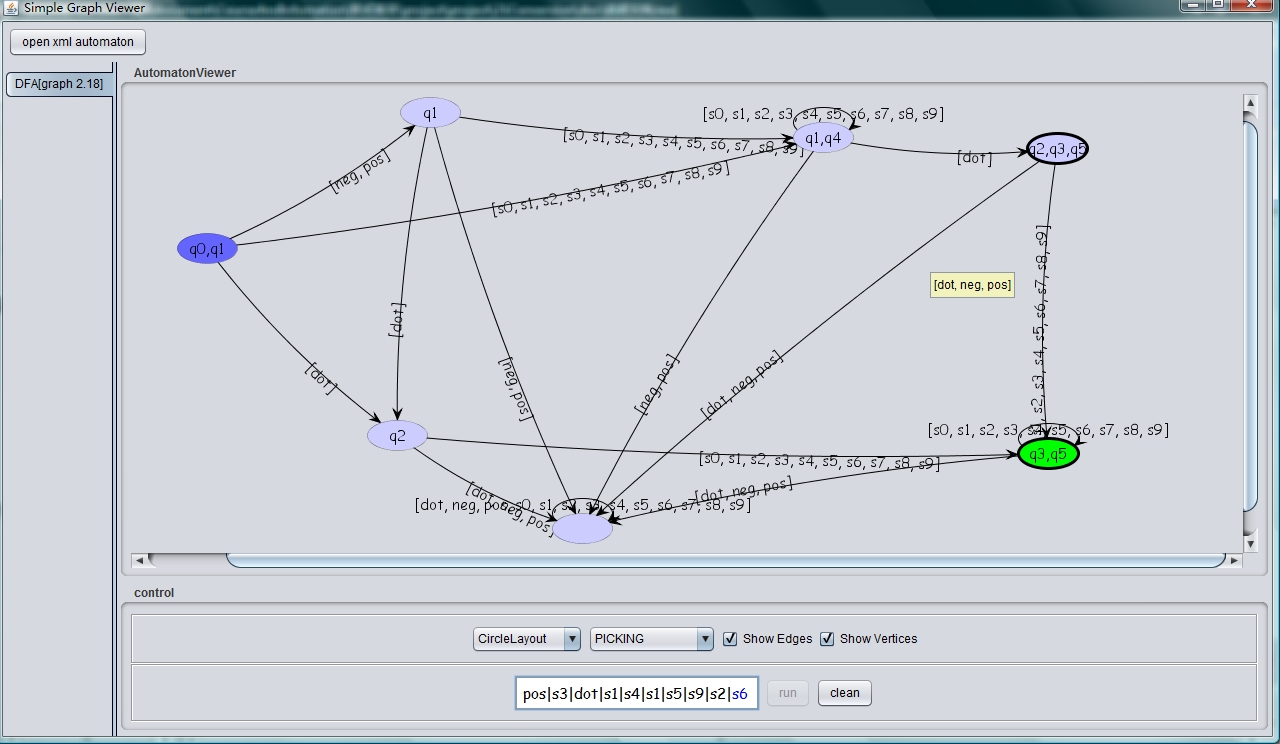 Simple Graph Viewer
open xml automaton
DFA[graph 2.18]
AutomatonViewer
q1
[s0, s1, s2, s3, s4, s5, s6, s7, s8, s9]
q1,q4
[s0, s1, s2, s3, s4, s5, s6, s7, s8, s9]
q2,q3,q5
[dot]
[neg, pos]
[s0, s1, s2, s3, s4, s5, s6, s7, s8, s9]
q0,q1
[dot, neg, pos]
s2, s3, s4, s5, s6, s7, s8, s9]
[dot]
[dot]
[neg, pos]
[neg, pos]
[dot, neg, pos]
q2
[s0, s1, s2, s3, s4, s5, s6, s7, s8, s9]
q3,q5
[s0, s1, s2, s3, s4, s5, s6, s7, s8, s9]
[dot, neg, pos]
[dot, neg, pos]
[dot, neg, pos, s0, s1, s2, s3, s4, s5, s6, s7, s8, s9]
control
CircleLayout
PICKING
Show Edges
Show Vertices
pos|s3|dot|s1|s4|s1|s5|s9|s2|s6
run
clean